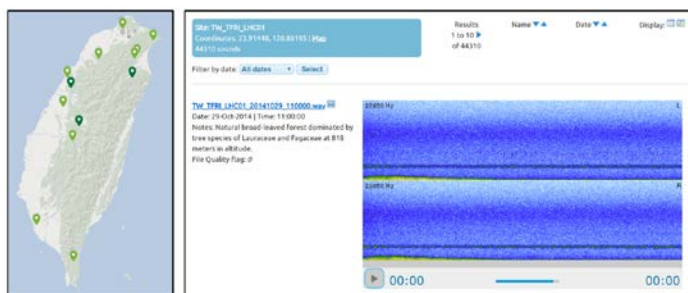 Site: TW_TFRI_LHC01
Coordinates: 23.91448, 120.88195 | Map
44310 sounds
Results
1 to 10
of 44310
Name
Date
Display:
Filter by date: All dates Select
TW_TFRI_LHC01_20141029_110000.wav
Date: 29-Oct-2014 | Time: 11:00:00
Notes: Natural broad-leaved forest dominated by
tree species of Lauraceae and Fagaceae at 818
meters in altitude.
File Quality flag: 0
Hz
L
Hz
R
00:00
00:00